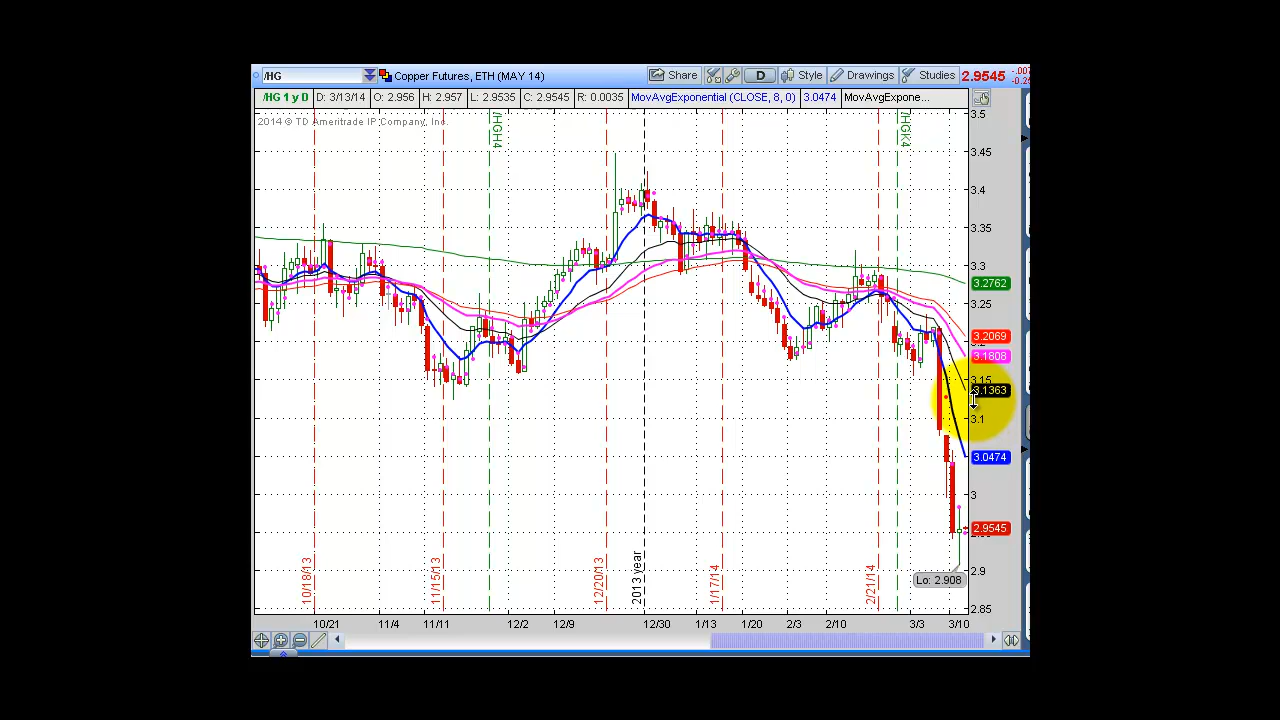 /HG Copper Futures, ETH (MAY 14) Share D Style Drawings Studies 2.9545
/HG 1 y D D: 3/13/14 O: 2.956 H: 2.957 L: 2.9535 C: 2.9545 R: 0.0035 MovAvgExponential (CLOSE, 8, 0) 3.0474 MovAvgExpone...
2014 © TD Ameritrade IP Company, Inc.
/HGH4
/HGK4
3.5
3.45
3.4
3.35
3.3
3.2762
3.25
3.2069
3.1808
3.15
3.1363
3.1
3.0474
3
2.9545
2.9
Lo: 2.908
2.85
10/18/13
11/15/13
12/20/13
2013 year
1/17/14
2/21/14
10/21 11/4 11/11 12/2 12/9 12/30 1/13 1/20 2/3 2/10 3/3 3/10